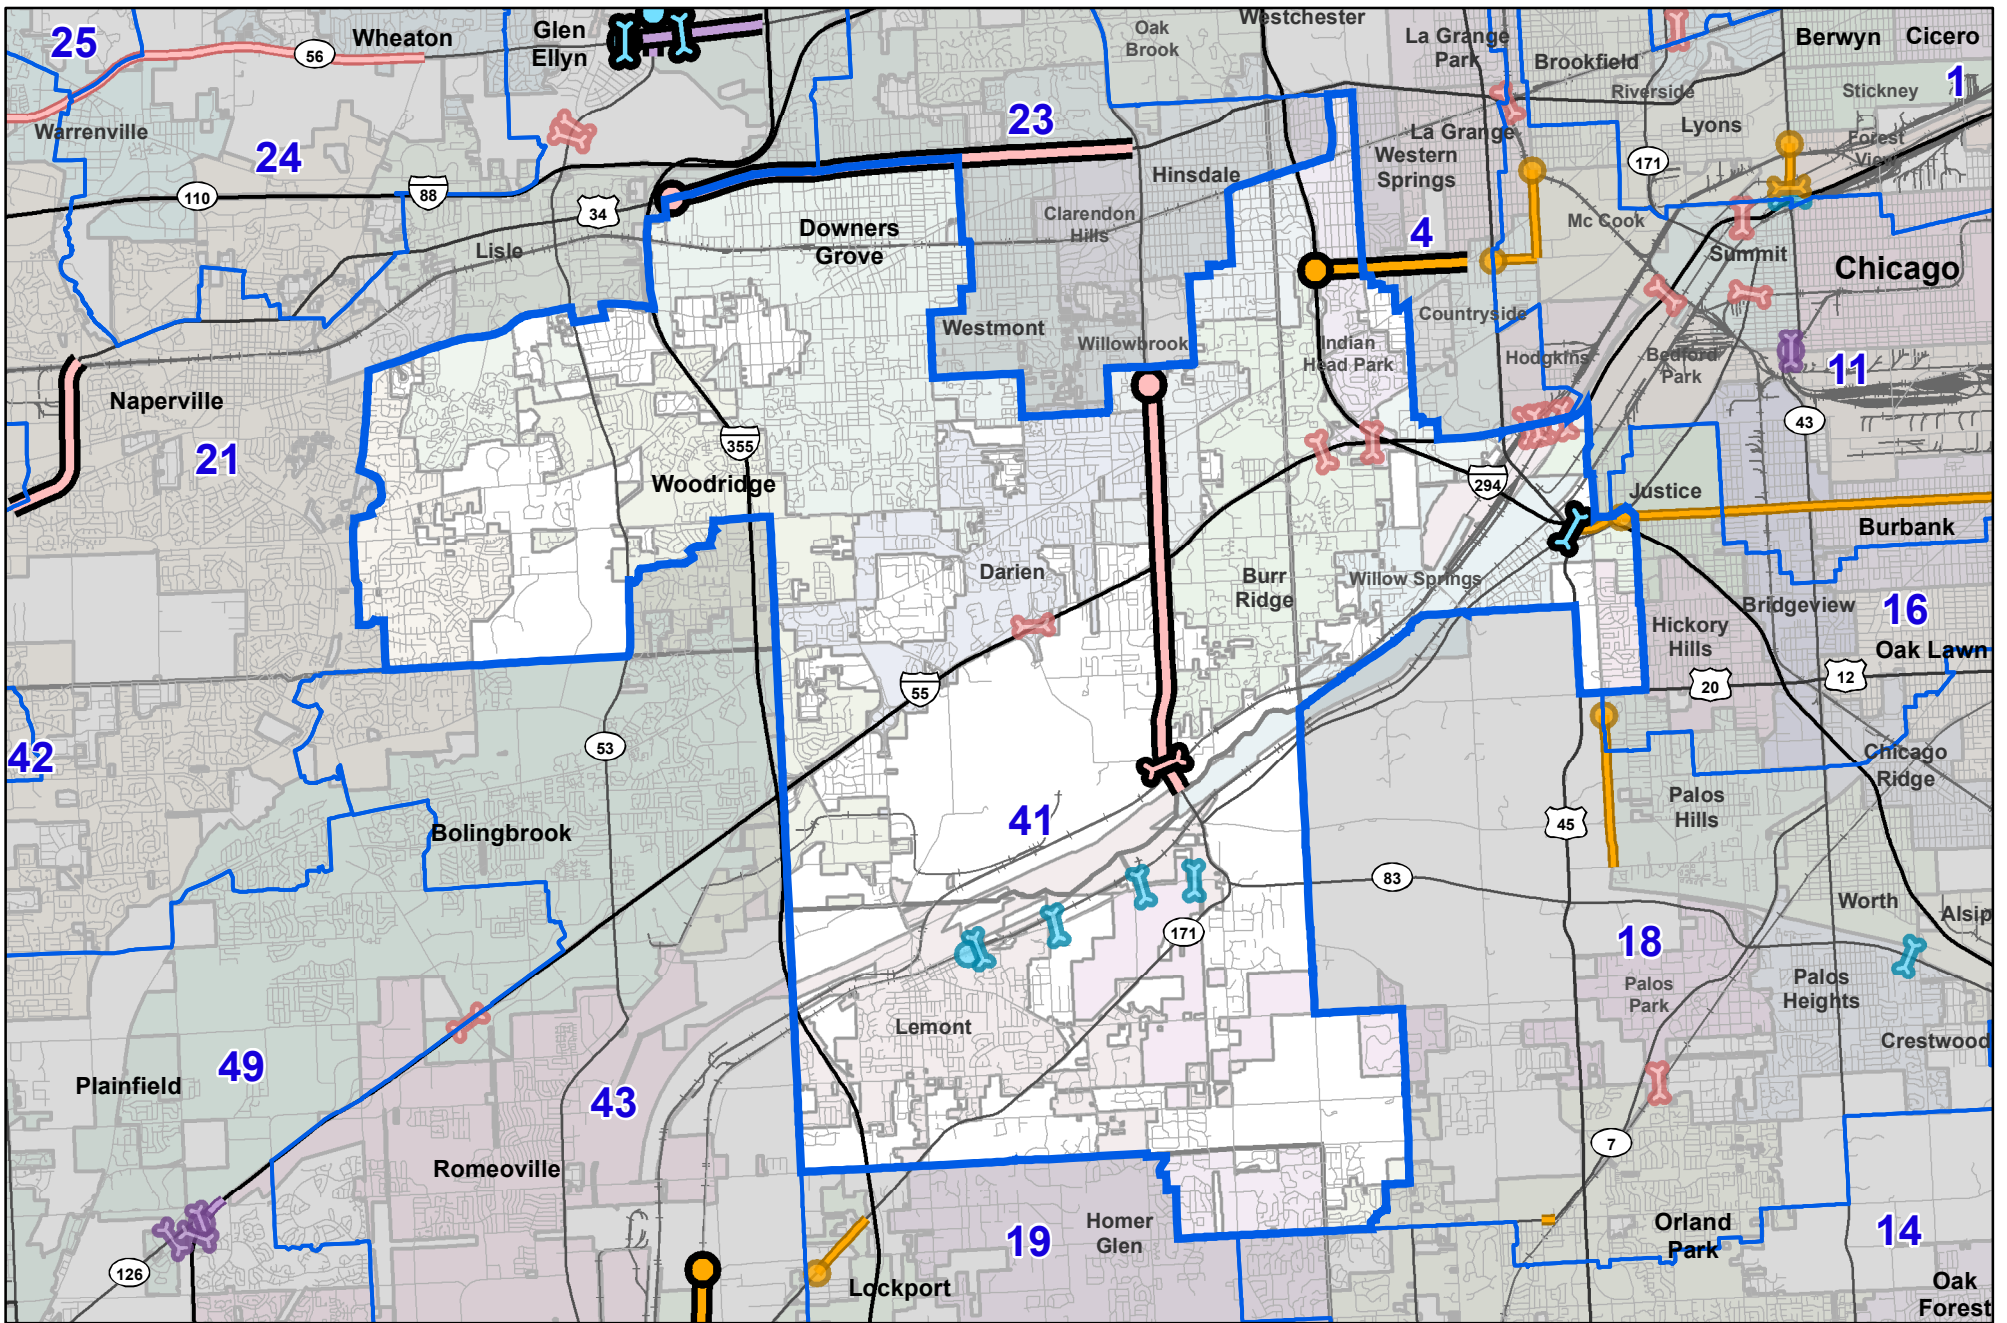 25
Wheaton
56
Glen
Ellyn
Oak
Brook
Westchester
La Grange
Park
Brookfield
Berwyn
Cicero
Riverside
Stickney
1
Warrenville
24
23
La Grange
Lyons
Forest
View
Western
Springs
171
110
88
34
Hinsdale
Clarendon
Hills
Mc Cook
Lisle
Downers
Grove
4
Summit
Chicago
Westmont
Willowbrook
Countryside
Indian
Head Park
Hodgkins
Bedford
Park
11
Naperville
43
21
355
Woodridge
294
Justice
Burbank
Darien
Burr
Ridge
Willow Springs
Bridgeview
16
Hickory
Hills
Oak Lawn
55
20
12
53
42
Chicago
Ridge
Palos
Hills
41
45
Bolingbrook
83
Worth
Alsip
171
18
Palos
Park
Palos
Heights
Lemont
Crestwood
49
Plainfield
43
7
Romeoville
19
Homer
Glen
Orland
Park
14
126
Lockport
Oak
Forest